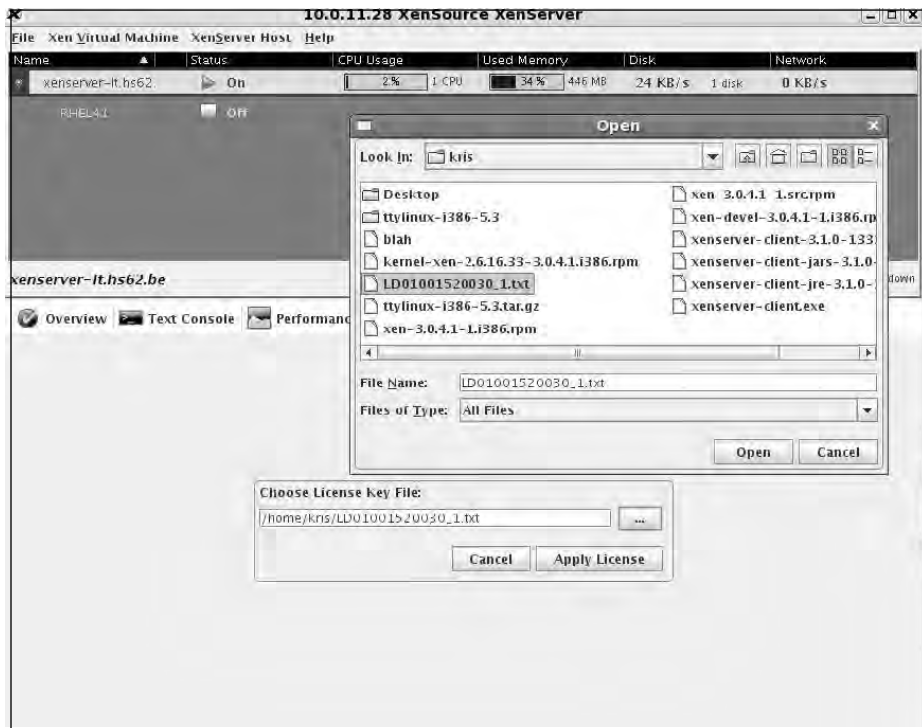 10.0.11.28 XenSource XenServer
File Xen Virtual Machine XenServer Host Help
Name Status CPU Usage Used Memory Disk Network
xenserver-lt.hs62 On 2% 1 CPU 34% 446 MB 24 KB/s 1 disk 0 KB/s
RHEL4.1 Off
Open
Look In: kris
Desktop
ttylinux-i386-5.3
blah
kernel-xen-2.6.16.33-3.0.4.1.i386.rpm
LD01001520030_1.txt
ttylinux-i386-5.3.tar.gz
xen-3.0.4.1-1.i386.rpm
xen 3.0.4.1 1.src.rpm
xen-devel-3.0.4.1-1.i386.rp
xenserver-client-3.1.0-133
xenserver-client-jars-3.1.0-
xenserver-client-jre-3.1.0-
xenserver-client.exe
File Name: LD01001520030_1.txt
Files of Type: All Files
Open Cancel
xenserver-lt.hs62.be
down
Overview Text Console Performanc
Choose License Key File:
/home/kris/LD01001520030_1.txt
...
Cancel Apply License